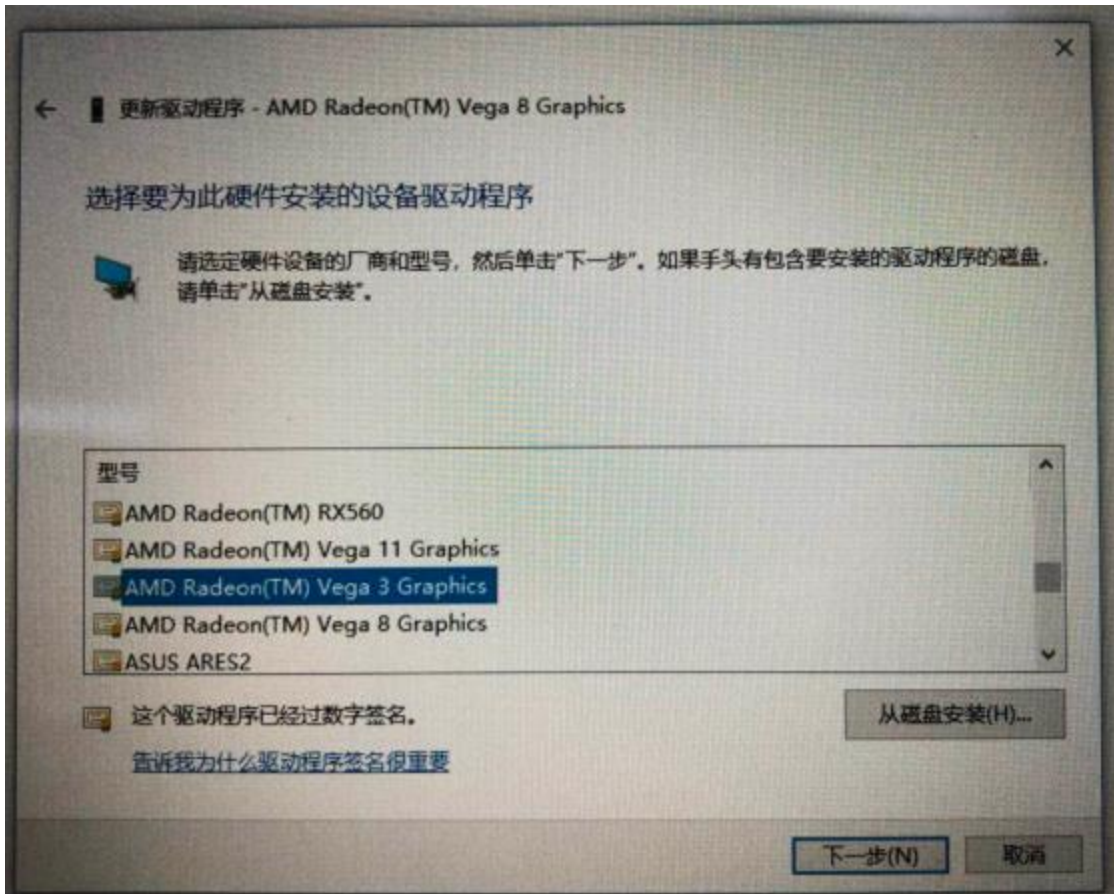 更新驱动程序 - AMD Radeon(TM) Vega 8 Graphics
选择要为此硬件安装的设备驱动程序
请选定硬件设备的厂商和型号，然后单击"下一步"。如果手头有包含要安装的驱动程序的磁盘，
请单击"从磁盘安装"。
型号
AMD Radeon(TM) RX560
AMD Radeon(TM) Vega 11 Graphics
AMD Radeon(TM) Vega 3 Graphics
AMD Radeon(TM) Vega 8 Graphics
ASUS ARES2
这个驱动程序已经过数字签名。
从磁盘安装(H)...
告诉我为什么驱动程序签名很重要
下一步(N)
取消